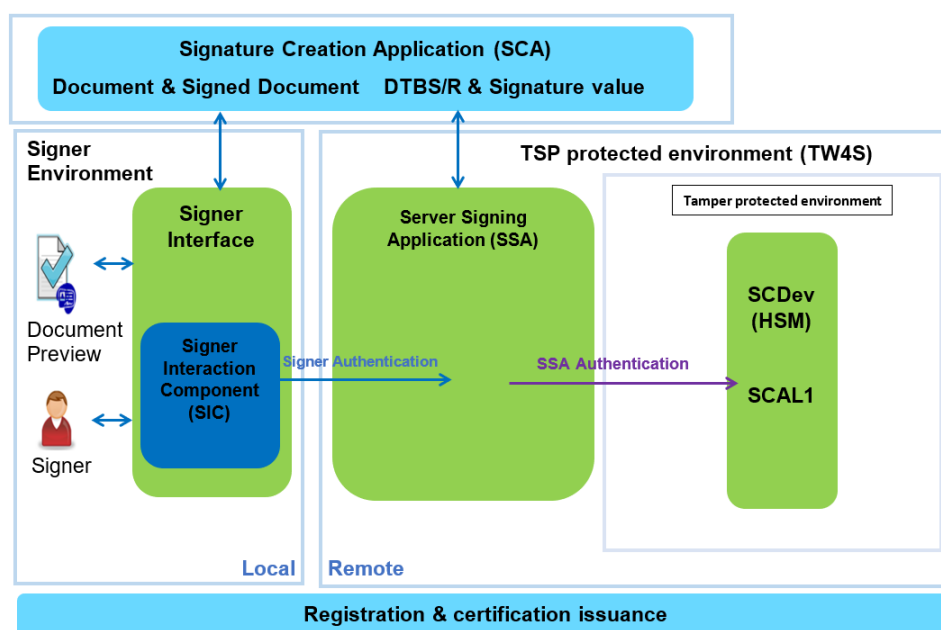 Signature Creation Application (SCA)
Document & Signed Document DTBS/R & Signature value
Signer
Environment
TSP protected environment (TW4S)
Tamper protected environment
Signer
Interface
Server Signing
Application (SSA)
Document
Preview
SCDev
(HSM)
Signer
Interaction
Component
(SIC)
Signer Authentication
SSA Authentication
SCAL1
Signer
Local
Remote
Registration & certification issuance